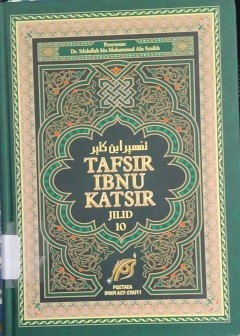 Penyusun:
Dr. 'Abdullah bin Muhammad Alu Syaikh
تفسير ابن كثير
TAFSIR
IBNU
KATSIR
JILID
10
PUSTAKA
IMAM ASY-SYAFI'I